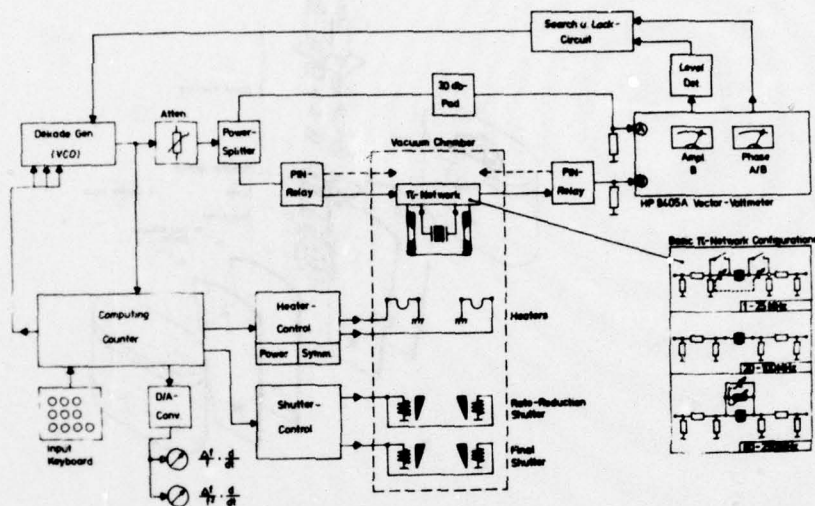 Search u. Lock-
Circuit
Level
Det.
30 db-
Pad
Atten
Dekade Gen
(VCO)
Power-
Splitter
Vacuum Chamber
PIN-
Relay
π-Network
PIN-
Relay
A
B
Ampl
B
Phase
A/B
HP 8405A Vector-Voltmeter
Basic π-Network Configurations
1-25 MHz
20-100MHz
Computing
Counter
Heater-
Control
Power
Symm.
Heaters
Input
Keyboard
D/A-
Conv.
Shutter-
Control
Rate-Reduction
Shutter
Final
Shutter